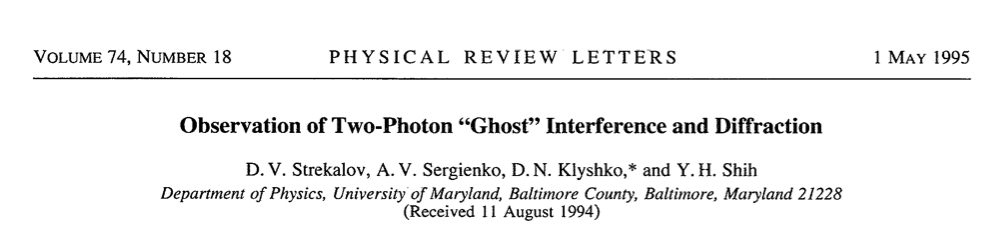 VOLUME 74, NUMBER 18 PHYSICAL REVIEW LETTERS 1 MAY 1995
Observation of Two-Photon “Ghost” Interference and Diffraction
D. V. Strekalov, A. V. Sergienko, D. N. Klyshko,* and Y. H. Shih
Department of Physics, University of Maryland, Baltimore County, Baltimore, Maryland 21228
(Received 11 August 1994)